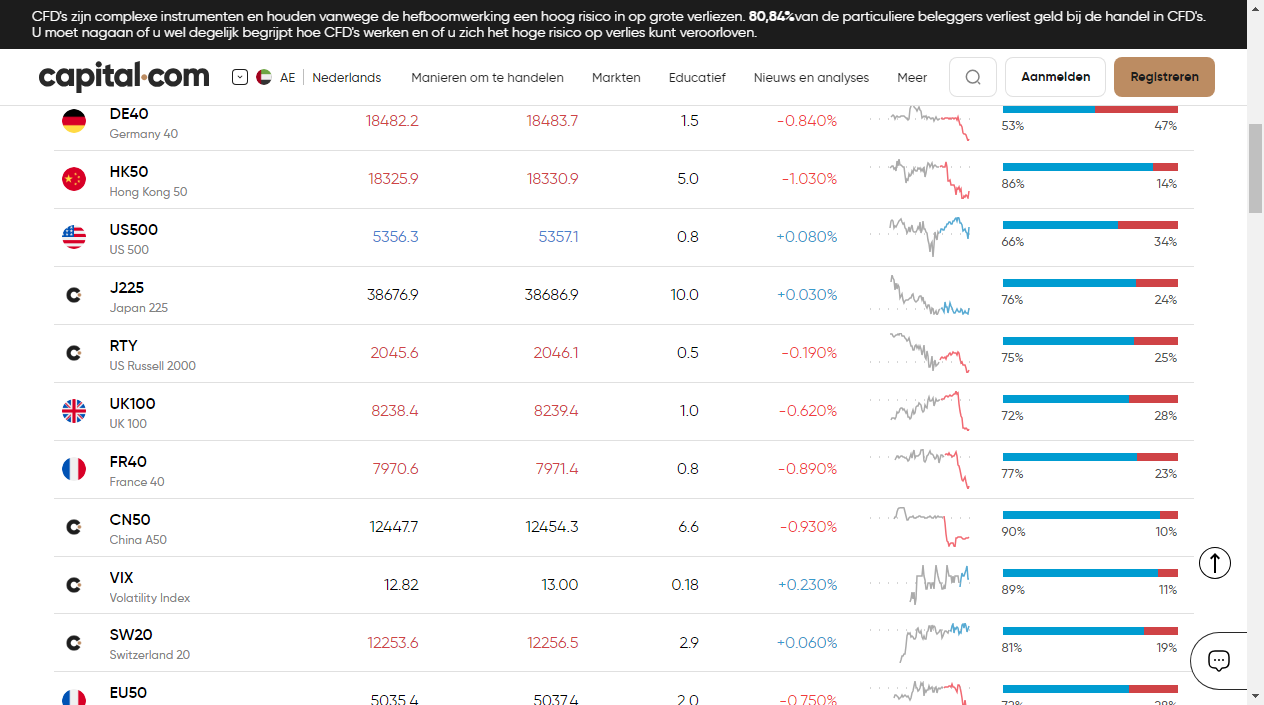 CFD's zijn complexe instrumenten en houden vanwege de hefboomwerking een hoog risico in op grote verliezen. 80,84%van de particuliere beleggers verliest geld bij de handel in CFD's.
U moet nagaan of u wel degelijk begrijpt hoe CFD's werken en of u zich het hoge risico op verlies kunt veroorloven.
capital.com AE Nederlands Manieren om te handelen Markten Educatief Nieuws en analyses Meer Aanmelden Registreren
DE40 18482.2 18483.7 1.5 -0.840%
Germany 40 53% 47%
HK50 18325.9 18330.9 5.0 -1.030%
Hong Kong 50 86% 14%
US500 5356.3 5357.1 0.8 +0.080%
US 500 66% 34%
J225 38676.9 38686.9 10.0 +0.030%
Japan 225 76% 24%
RTY 2045.6 2046.1 0.5 -0.190%
US Russell 2000 75% 25%
UK100 8238.4 8239.4 1.0 -0.620%
UK 100 72% 28%
FR40 7970.6 7971.4 0.8 -0.890%
France 40 77% 23%
CN50 12447.7 12454.3 6.6 -0.930%
China A50 90% 10%
VIX 12.82 13.00 0.18 +0.230%
Volatility Index 89% 11%
SW20 12253.6 12256.5 2.9 +0.060%
Switzerland 20 81% 19%
EU50 5035.4 5037.4 2.0 -0.750%